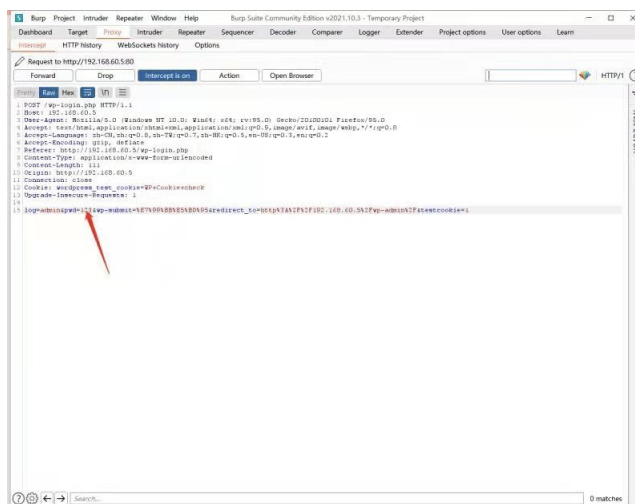 Burp Project Intruder Repeater Window Help Burp Suite Community Edition v2021.10.3 - Temporary Project
Dashboard Target Proxy Intruder Repeater Sequencer Decoder Comparer Logger Extender Project options User options Learn
Intercept HTTP history WebSockets history Options
Request to http://192.168.60.5:80
Forward Drop Intercept is on Action Open Browser HTTP/1
Pretty Raw Hex \n
1 POST /wp-login.php HTTP/1.1
2 Host: 192.168.60.5
3 User-Agent: Mozilla/5.0 (Windows NT 10.0; Win64; x64; rv:95.0) Gecko/20100101 Firefox/95.0
4 Accept: text/html,application/xhtml+xml,application/xml;q=0.9,image/avif,image/webp,*/*;q=0.8
5 Accept-Language: zh-CN,zh;q=0.8,zh-TW;q=0.7,zh-HK;q=0.5,en-US;q=0.3,en;q=0.2
6 Accept-Encoding: gzip, deflate
7 Referer: http://192.168.60.5/wp-login.php
8 Content-Type: application/x-www-form-urlencoded
9 Content-Length: 111
10 Origin: http://192.168.60.5
11 Connection: close
12 Cookie: wordpress_test_cookie=WP+Cookie+check
13 Upgrade-Insecure-Requests: 1
14
15 log=admin&pwd=123&wp-submit=%E7%99%BB%E5%BD%95&redirect_to=http%3A%2F%2F192.168.60.5%2Fwp-admin%2F&testcookie=1
Search... 0 matches